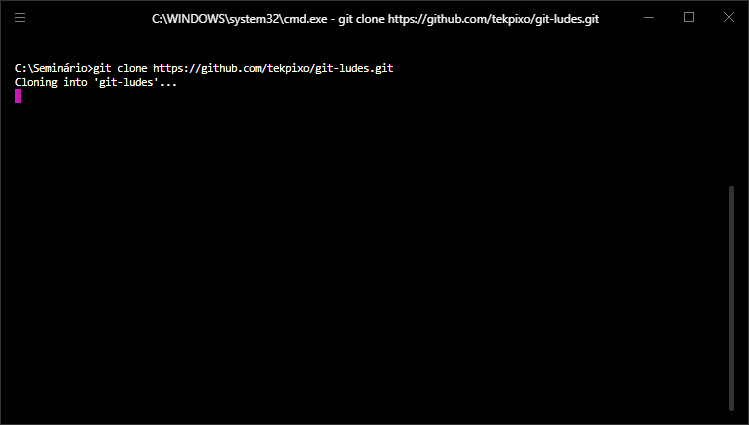 C:\WINDOWS\system32\cmd.exe - git clone https://github.com/tekpixo/git-ludes.git
C:\Seminário>git clone https://github.com/tekpixo/git-ludes.git
Cloning into 'git-ludes'...